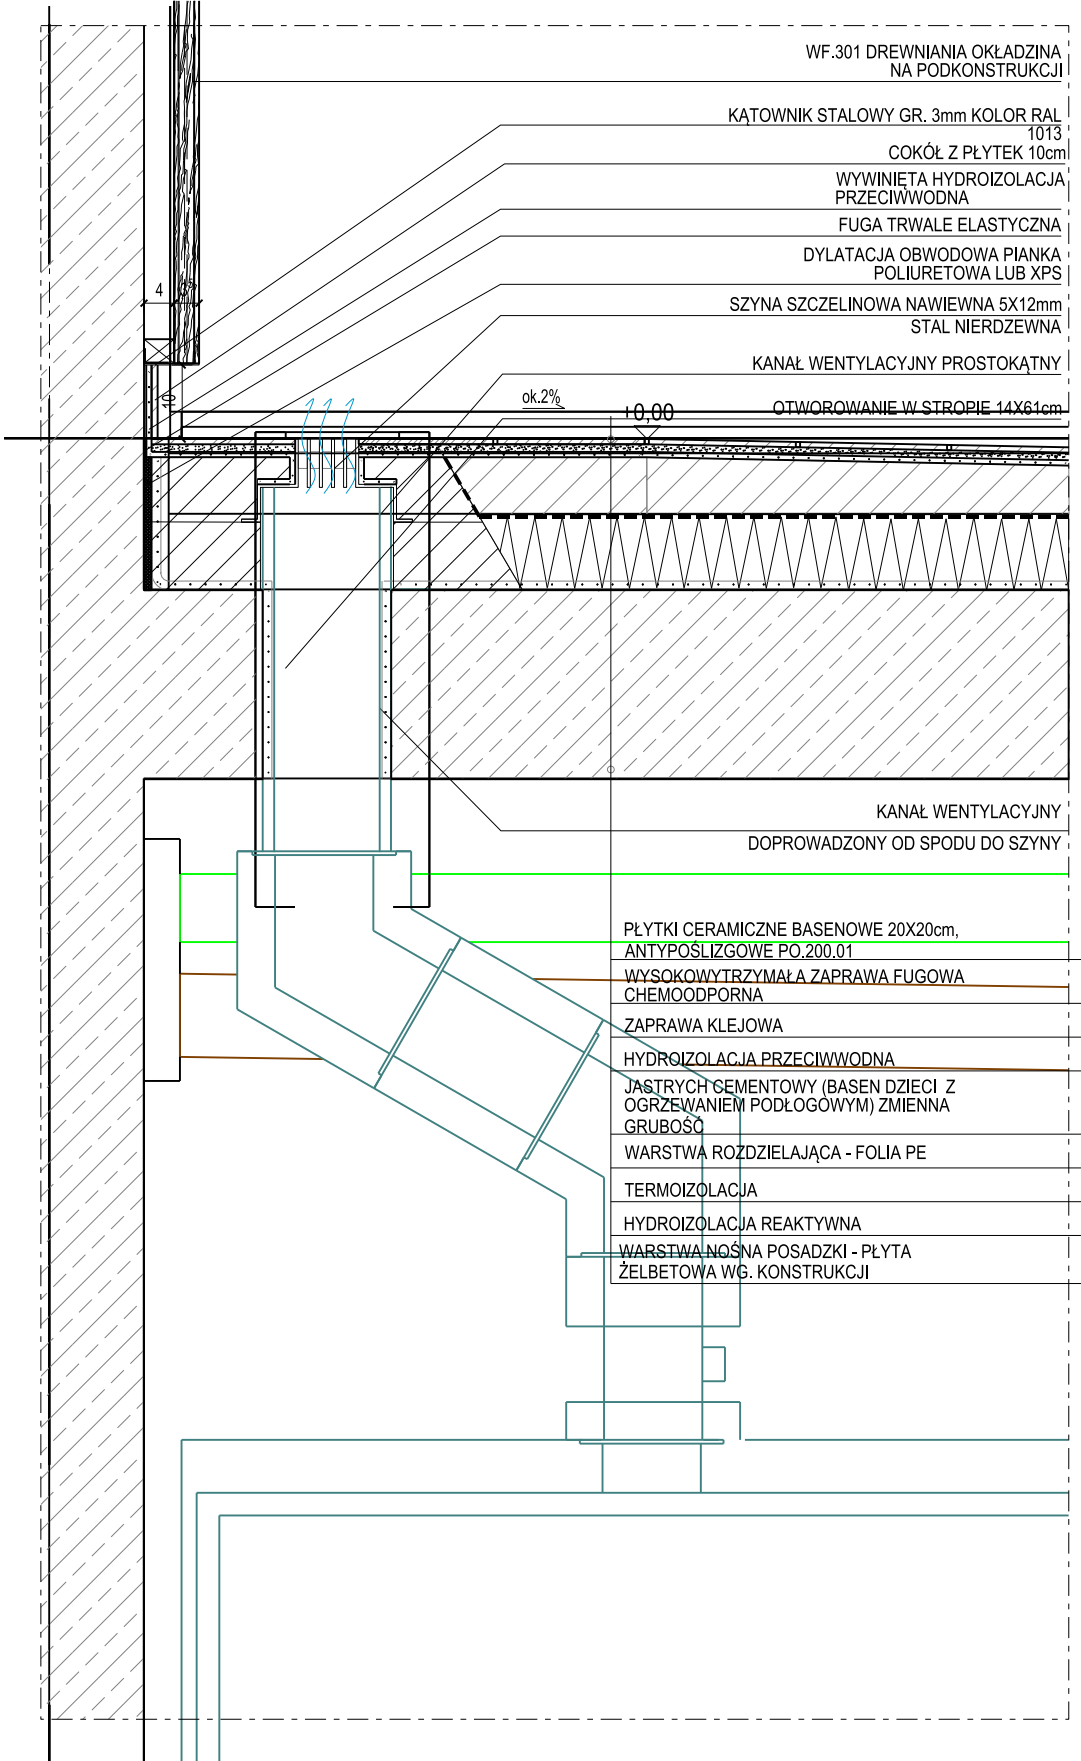 WF.301 DREWNIANA OKŁADZINA
NA PODKONSTRUKCJI
KĄTOWNIK STALOWY GR. 3mm KOLOR RAL
1013
COKÓŁ Z PŁYTEK 10cm
WYWINIĘTA HYDROIZOLACJA
PRZECIWWODNA
FUGA TRWALE ELASTYCZNA
DYLATACJA OBWODOWA PIANKA
POLIURETOWA LUB XPS
4
SZYNA SZCZELINOWA NAWIEWNA 5X12mm
STAL NIERDZEWNA
KANAŁ WENTYLACYJNY PROSTOKĄTNY
10
ok.2%
+0,00
OTWOROWANIE W STROPIE 14X61cm
KANAŁ WENTYLACYJNY
DOPROWADZONY OD SPODU DO SZYNY
PŁYTKI CERAMICZNE BASENOWE 20X20cm,
ANTYPOŚLIZGOWE PO.200.01
WYSOKOWYTRZYMAŁA ZAPRAWA FUGOWA
CHEMOODPORNA
ZAPRAWA KLEJOWA
HYDROIZOLACJA PRZECIWWODNA
JASTRYCH CEMENTOWY (BASEN DZIECI Z
OGRZEWANIEM PODŁOGOWYM) ZMIENNA
GRUBOŚĆ
WARSTWA ROZDZIELAJĄCA - FOLIA PE
TERMOIZOLACJA
HYDROIZOLACJA REAKTYWNA
WARSTWA NOŚNA POSADZKI - PŁYTA
ŻELBETOWA WG. KONSTRUKCJI